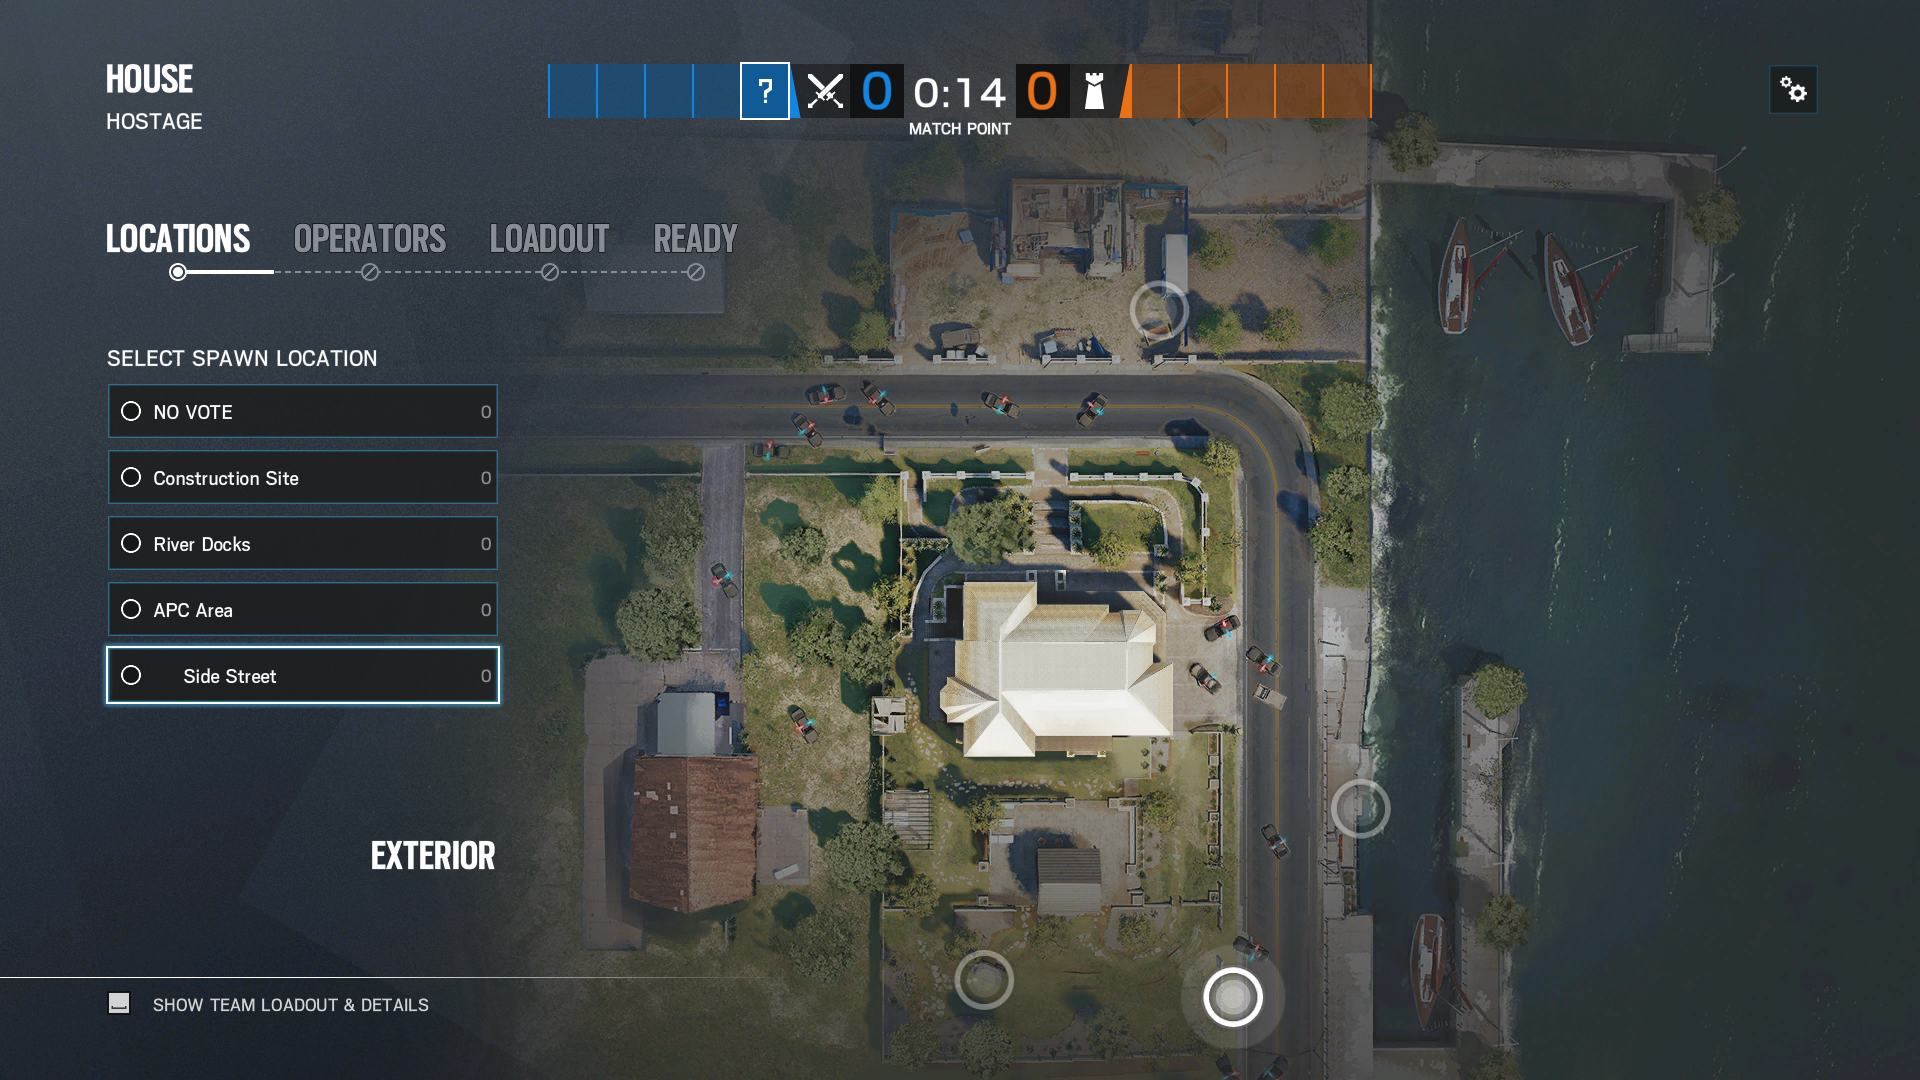 HOUSE
HOSTAGE
?
0
0:14
0
MATCH POINT
LOCATIONS
OPERATORS
LOADOUT
READY
SELECT SPAWN LOCATION
NO VOTE 0
Construction Site 0
River Docks 0
APC Area 0
Side Street 0
EXTERIOR
SHOW TEAM LOADOUT & DETAILS